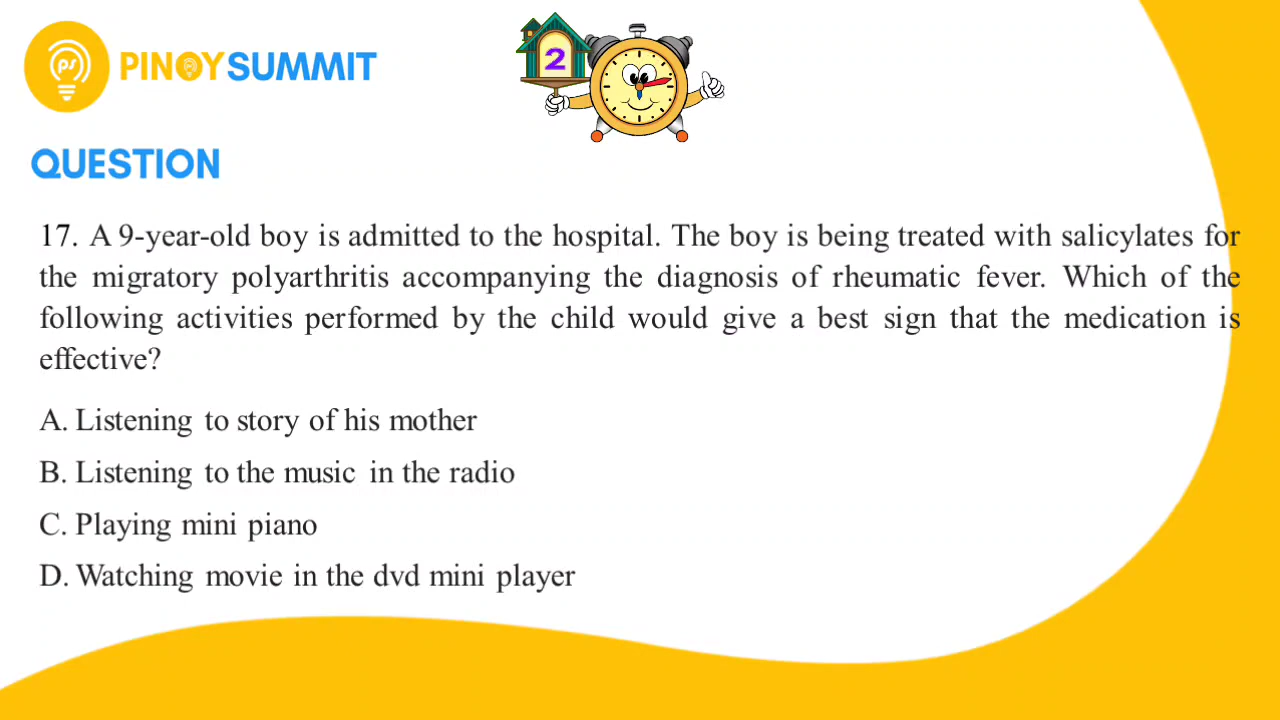 PINOY SUMMIT
2
QUESTION
17. A 9-year-old boy is admitted to the hospital. The boy is being treated with salicylates for
the migratory polyarthritis accompanying the diagnosis of rheumatic fever. Which of the
following activities performed by the child would give a best sign that the medication is
effective?
A. Listening to story of his mother
B. Listening to the music in the radio
C. Playing mini piano
D. Watching movie in the dvd mini player